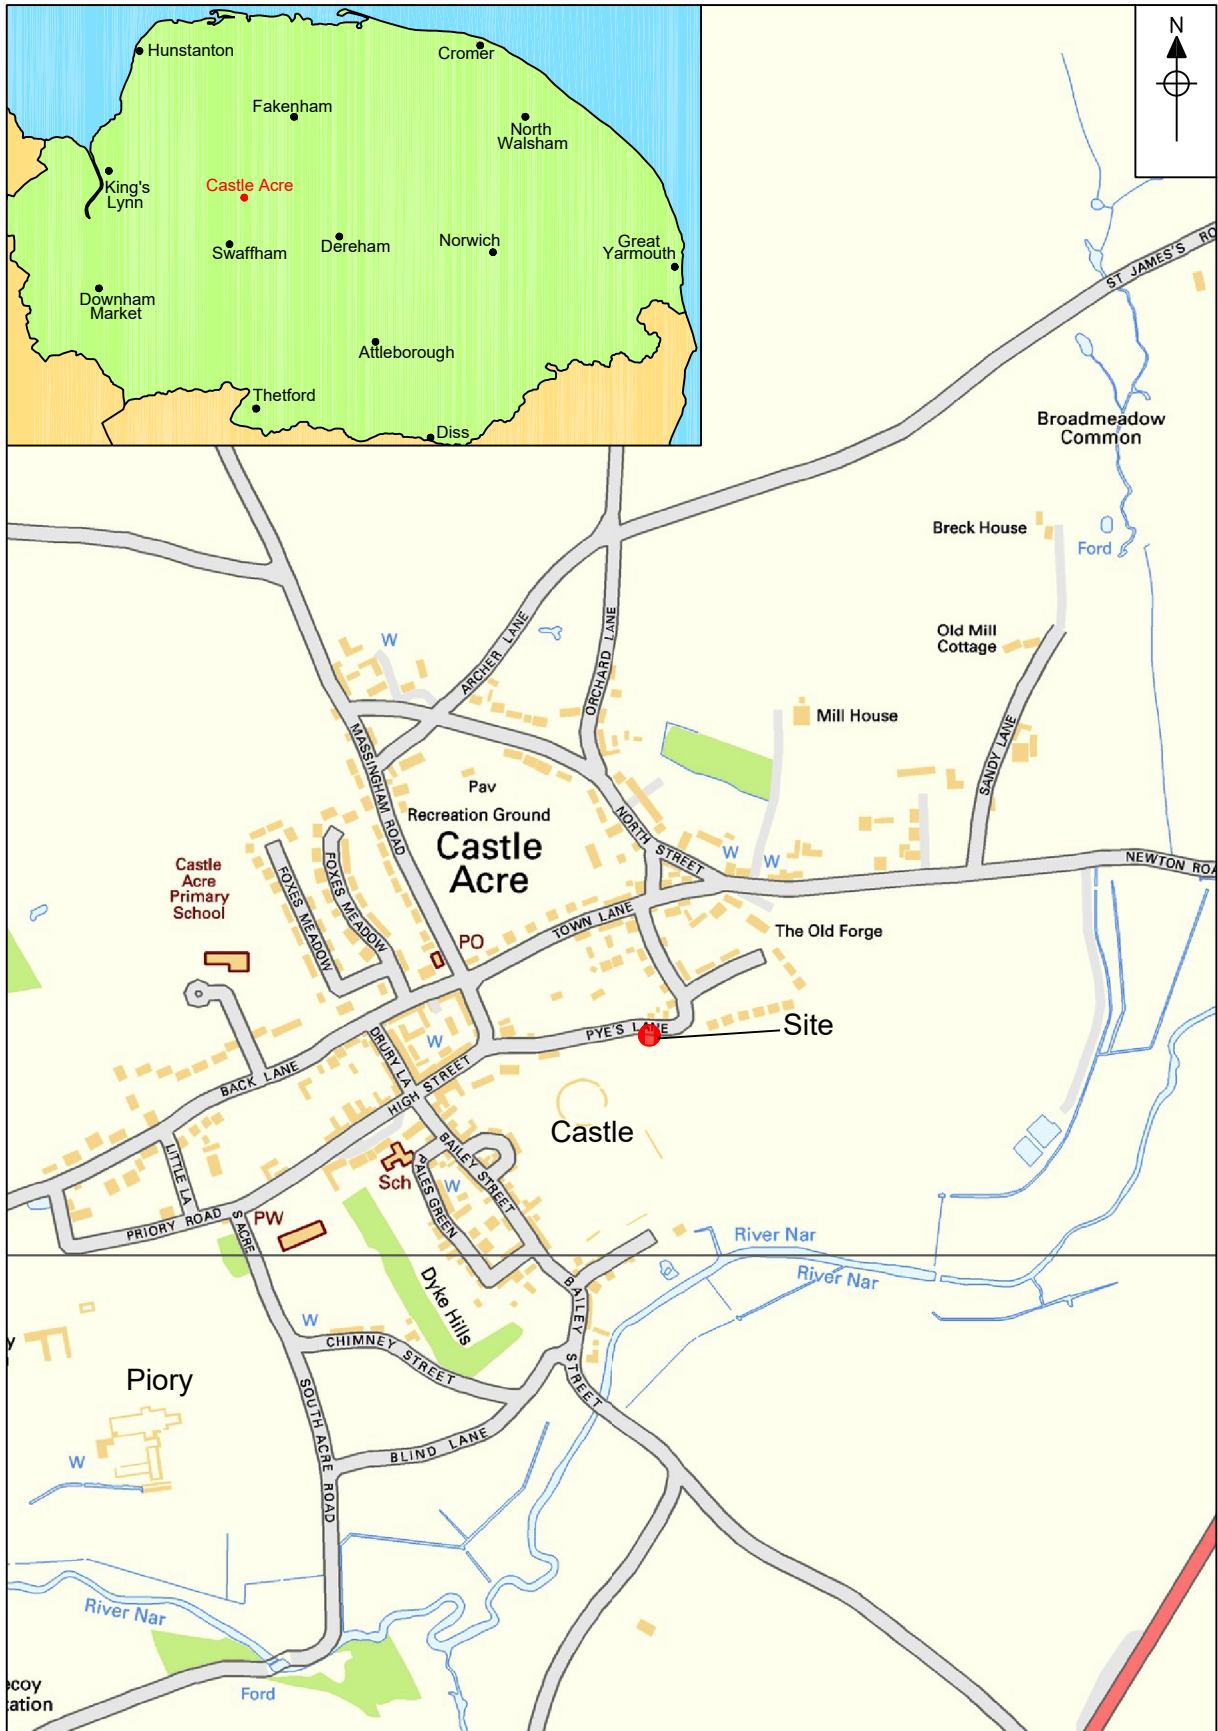 N
Hunstanton
Cromer
Fakenham
North
Walsham
King's
Lynn
Castle Acre
Swaffham
Dereham
Norwich
Great
Yarmouth
Downham
Market
Attleborough
Thetford
Diss
ST JAMES'S RO
Broadmeadow
Common
Breck House
Ford
Old Mill
Cottage
W
ARCHER LANE
ORCHARD LANE
Mill House
SANDY LANE
MASSINGHAM ROAD
Pav
Recreation Ground
Castle
Acre
NORTH STREET
W
W
NEWTON ROA
Castle
Acre
Primary
School
FOXES MEADOW
FOXES MEADOW
PO
TOWN LANE
The Old Forge
Site
PYE'S LANE
DRURY LA
W
BACK LANE
HIGH STREET
Castle
BAILEY STREET
LITTLE LA
Sch
PALES GREEN
W
PRIORY ROAD
S ACRE
PW
River Nar
River Nar
Dyke Hills
BAILEY STREET
W
CHIMNEY STREET
y
Piory
SOUTH ACRE ROAD
BLIND LANE
W
River Nar
Ford
ecoy
tation